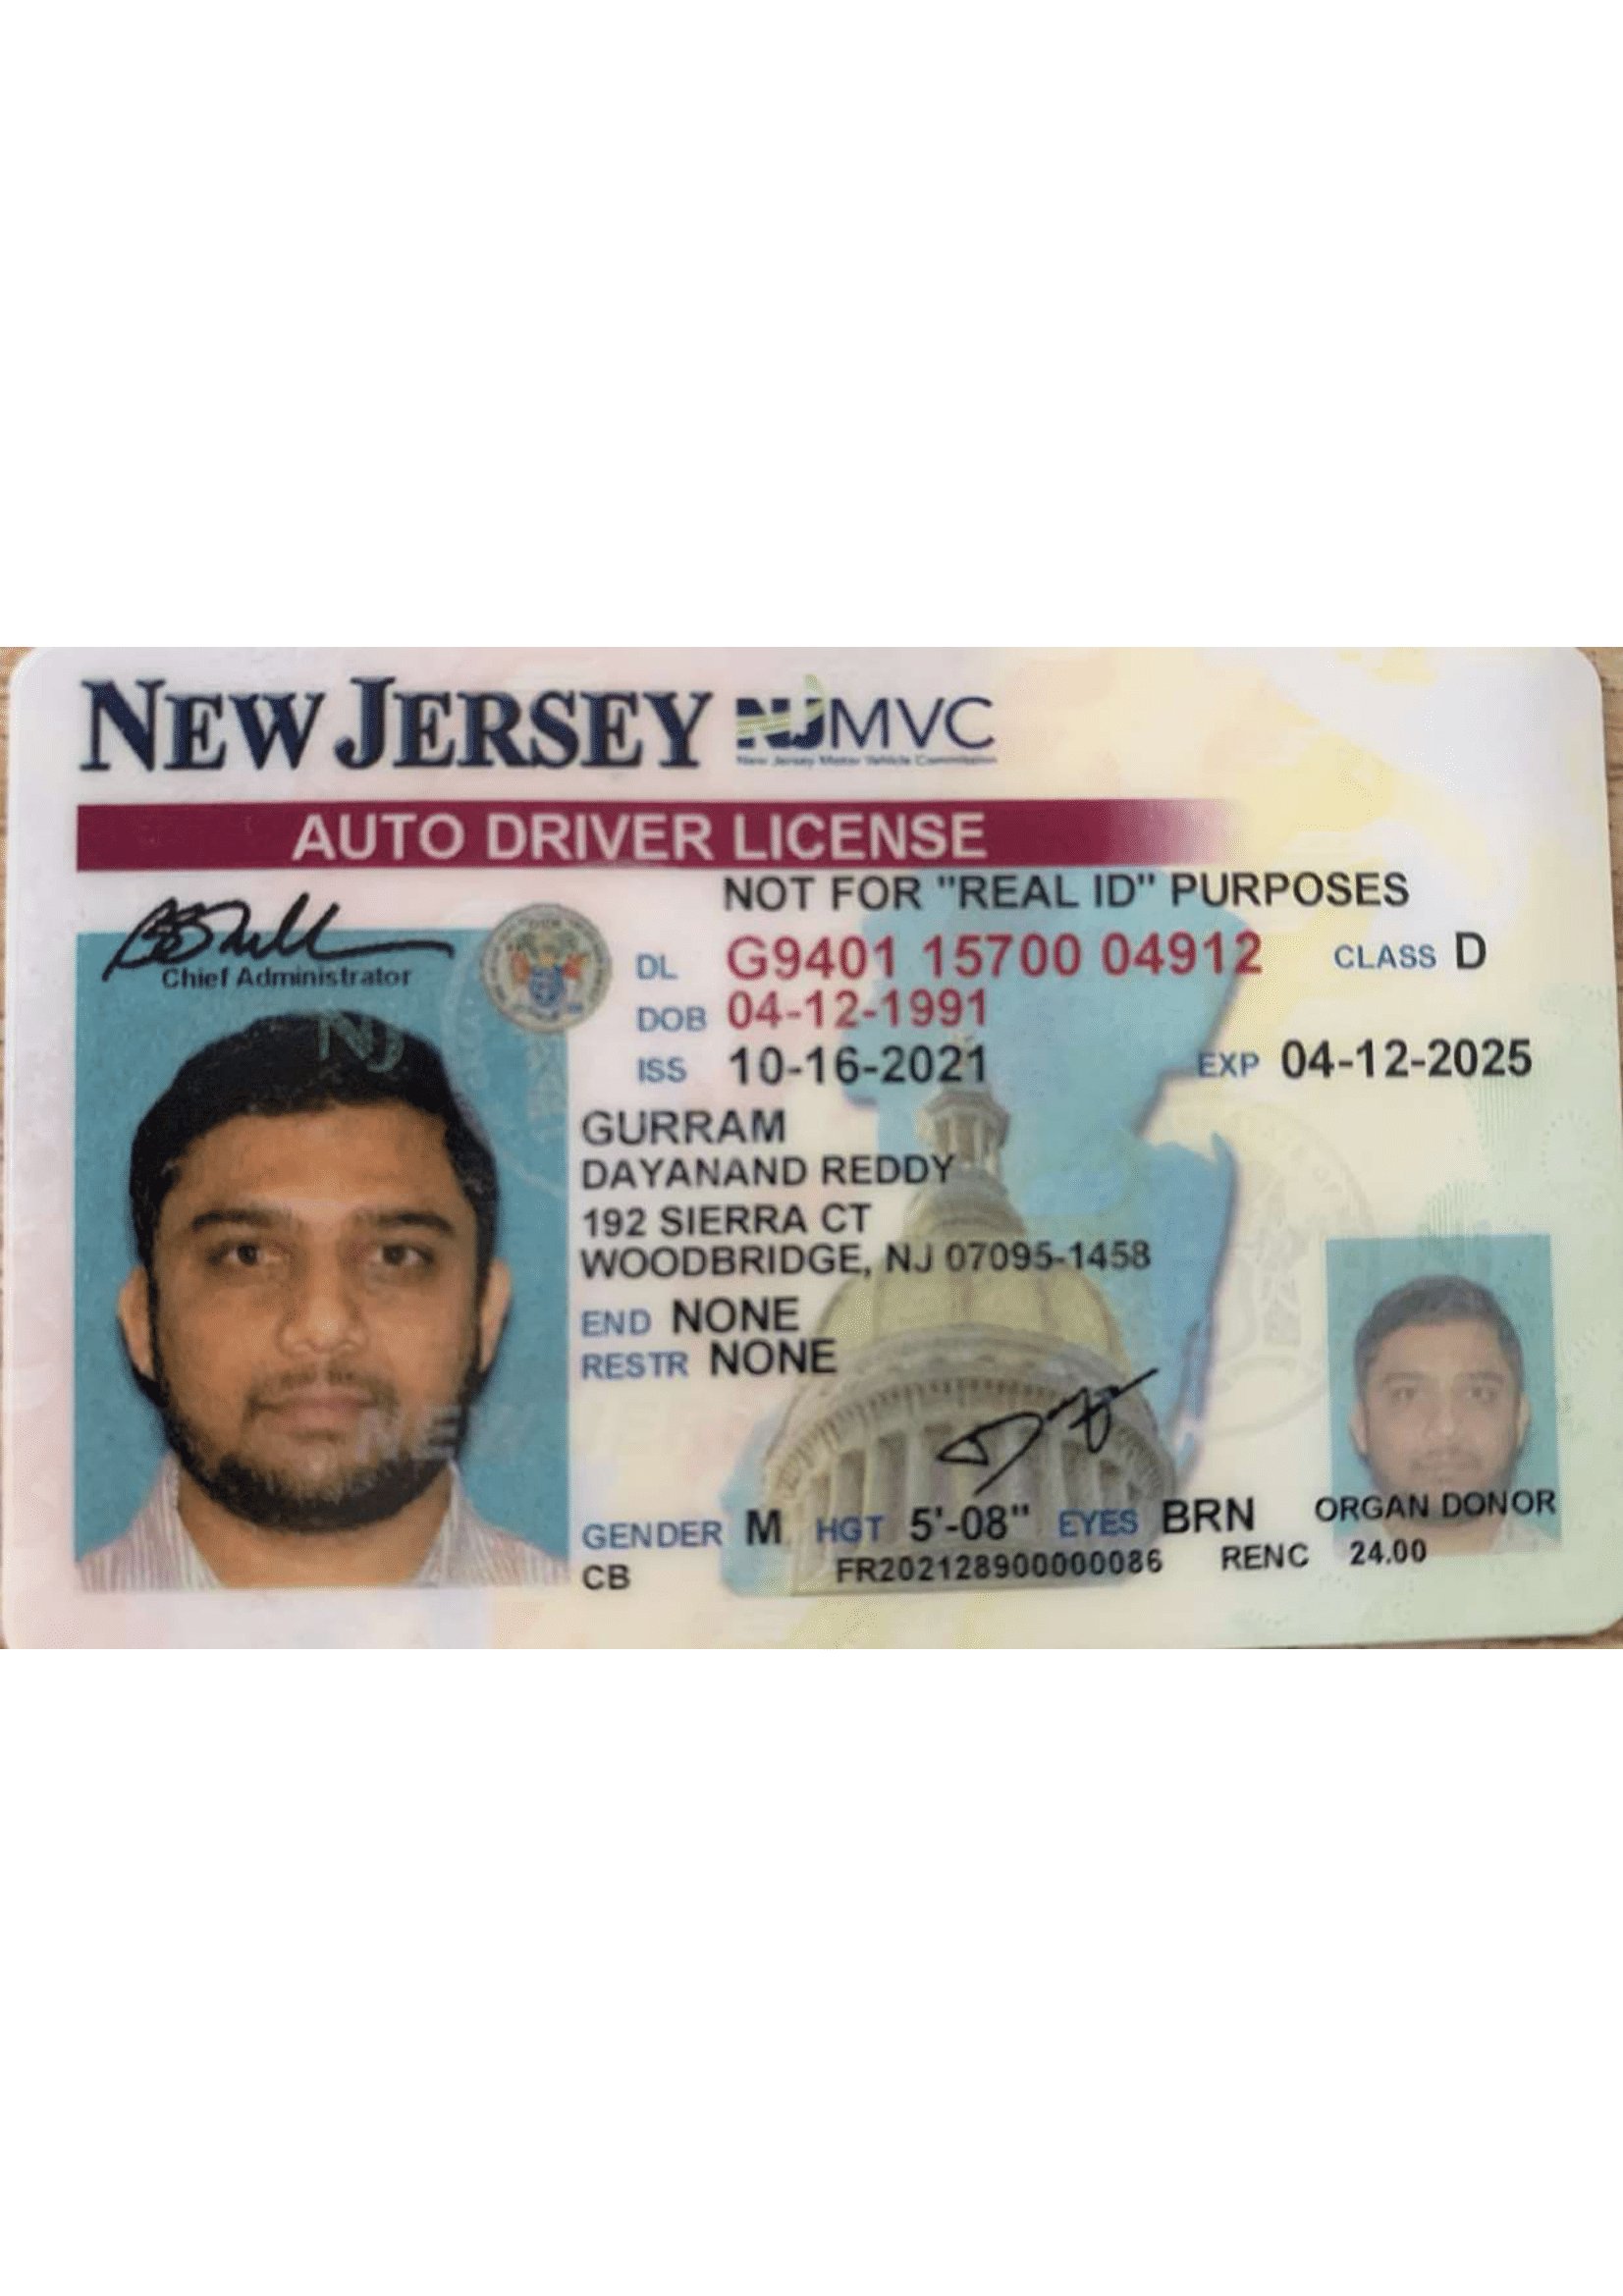 NEW JERSEY NJMVC
New Jersey Motor Vehicle Commission
AUTO DRIVER LICENSE
NOT FOR "REAL ID" PURPOSES
Chief Administrator
DL G9401 15700 04912 CLASS D
DOB 04-12-1991
ISS 10-16-2021 EXP 04-12-2025
GURRAM
DAYANAND REDDY
192 SIERRA CT
WOODBRIDGE, NJ 07095-1458
END NONE
RESTR NONE
GENDER M HGT 5'-08" EYES BRN ORGAN DONOR
CB FR202128900000086 RENC 24.00